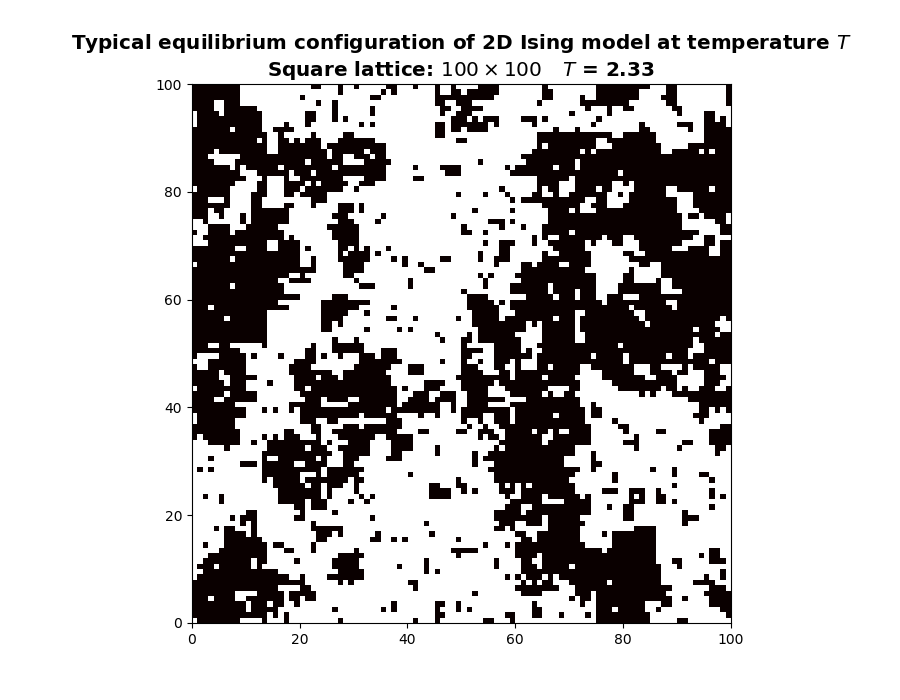 Typical equilibrium configuration of 2D Ising model at temperature T
Square lattice: 100 × 100 T = 2.33
100
80
60
40
20
0
0 20 40 60 80 100